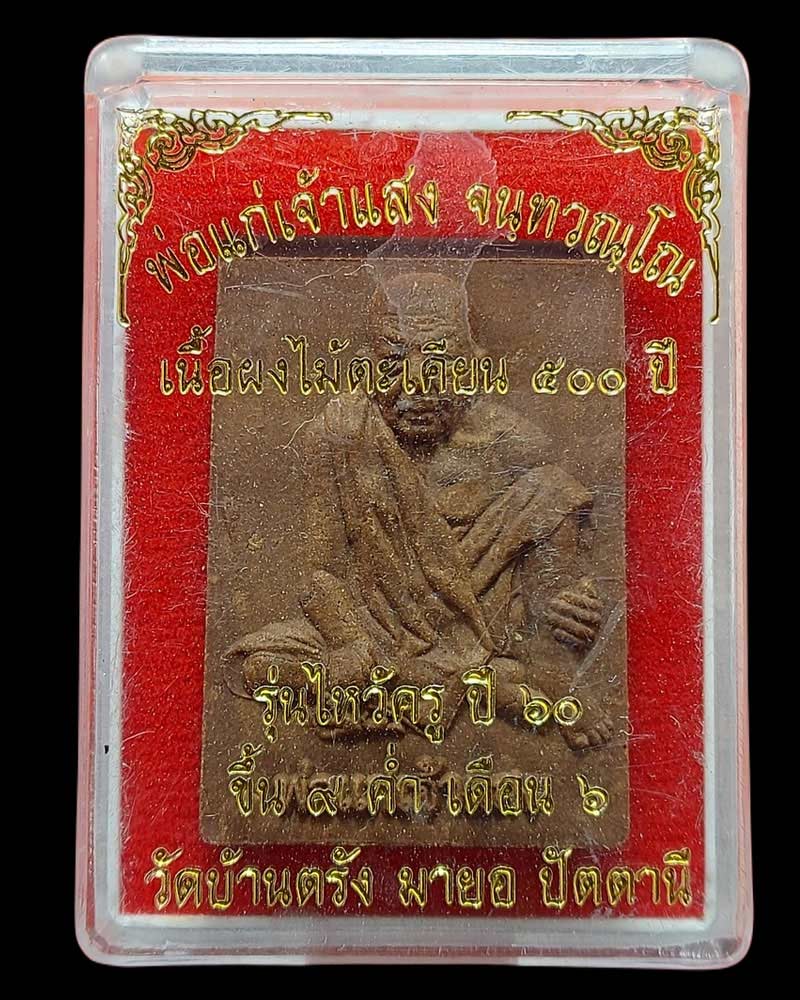 พ่อแก่เจ้าแสง จนฺทวณฺโณ
เนื้อผงไม้ตะเคียน ๕๐๐ ปี
รุ่นไหว้ครู ปี ๖๐
ขึ้น ๙ ค่ำ เดือน ๖
วัดบ้านตรัง มายอ ปัตตานี